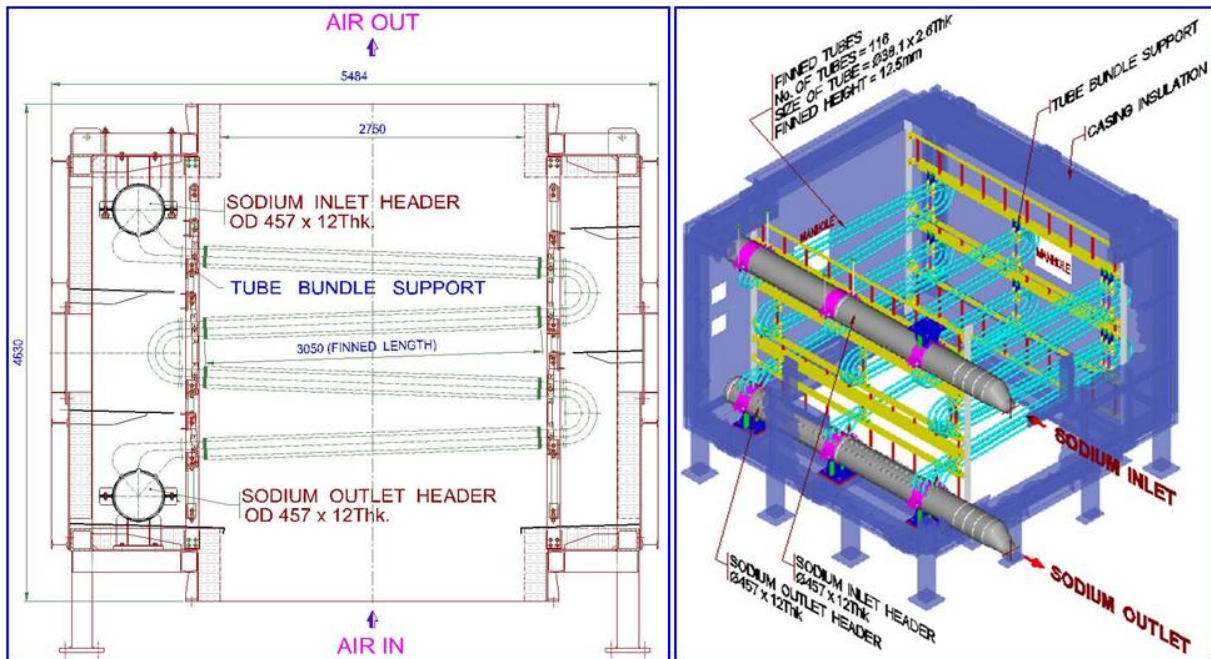 AIR OUT
5484
2750
SODIUM INLET HEADER
OD 457 x 12Thk.
TUBE BUNDLE SUPPORT
4630
3050 (FINNED LENGTH)
SODIUM OUTLET HEADER
OD 457 x 12Thk.
AIR IN
FINNED TUBES
No. OF TUBES = 116
SIZE OF TUBE = Ø38.1 x 2.6Thk
FINNED HEIGHT = 12.5mm
TUBE BUNDLE SUPPORT
CASING INSULATION
MANHOLE
MANHOLE
SODIUM INLET
SODIUM OUTLET
SODIUM INLET HEADER
Ø457 x 12Thk
SODIUM OUTLET HEADER
Ø457 x 12Thk